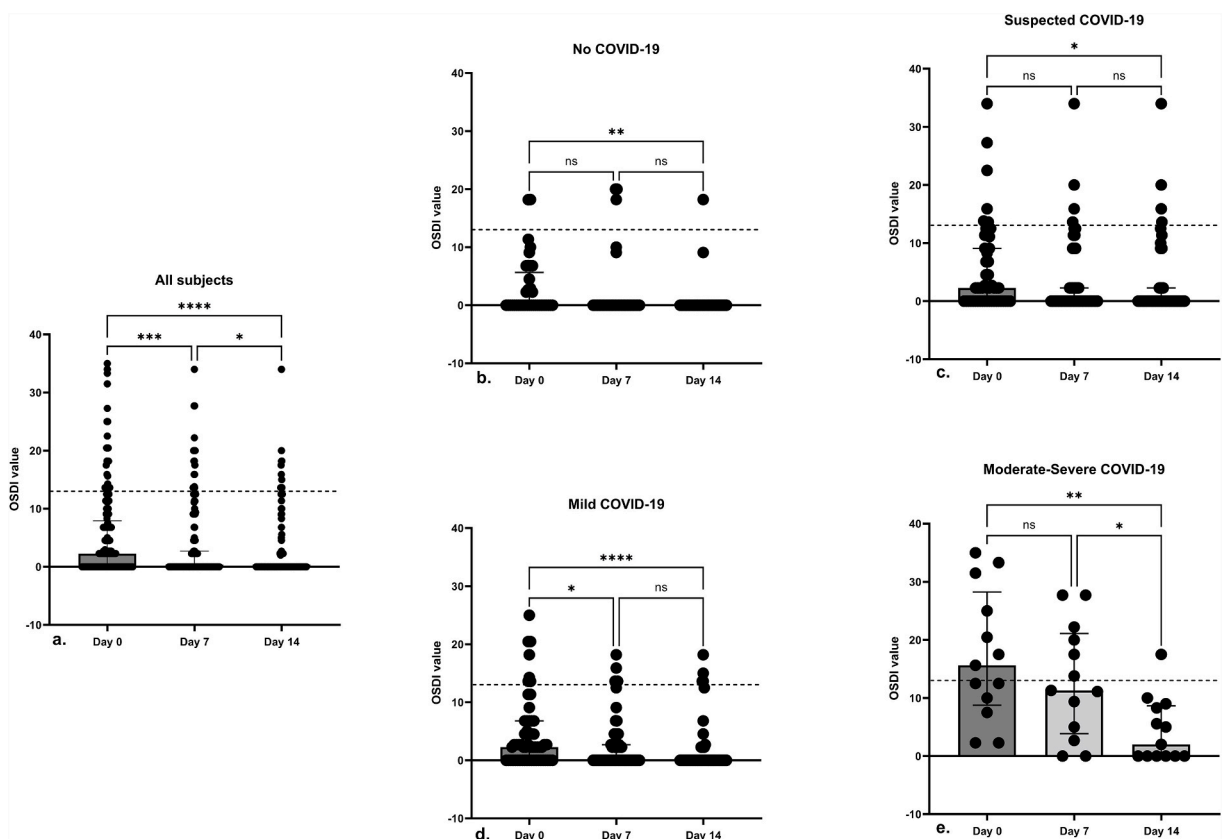 All subjects
****
***
*
40
30
20
10
0
-10
OSDI value
Day 0
Day 7
Day 14
a.
No COVID-19
**
ns
ns
40
30
20
10
0
-10
OSDI value
Day 0
Day 7
Day 14
b.
Suspected COVID-19
*
ns
ns
40
30
20
10
0
-10
OSDI value
Day 0
Day 7
Day 14
c.
Mild COVID-19
****
*
ns
40
30
20
10
0
-10
OSDI value
Day 0
Day 7
Day 14
d.
Moderate-Severe COVID-19
**
ns
*
40
30
20
10
0
-10
OSDI value
Day 0
Day 7
Day 14
e.